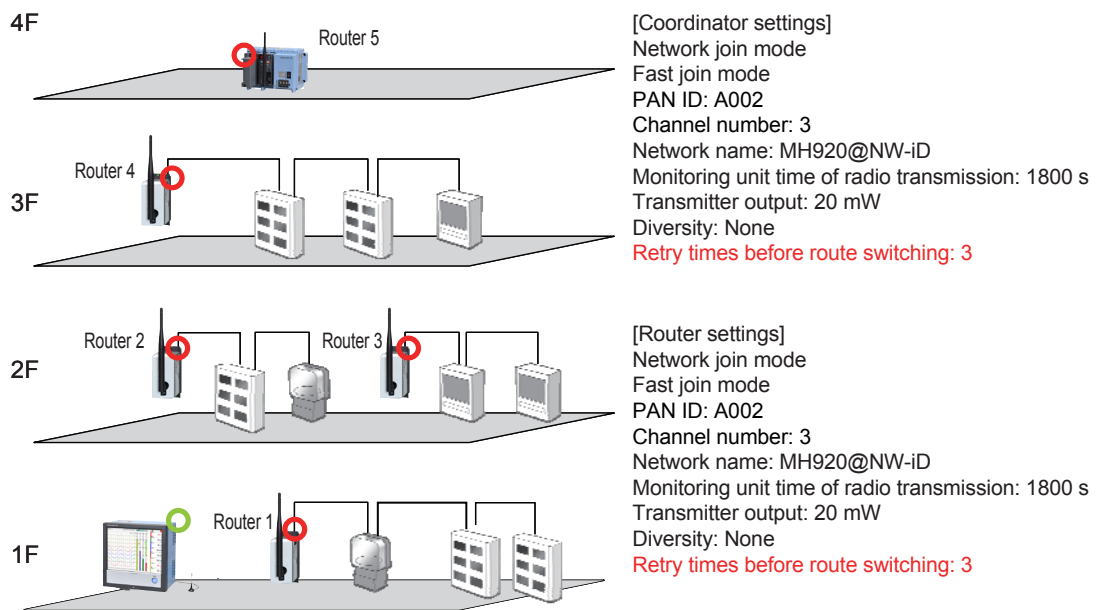 4F
Router 5
Router 4
3F
Router 2
Router 3
2F
Router 1
1F
[Coordinator settings]
Network join mode
Fast join mode
PAN ID: A002
Channel number: 3
Network name: MH920@NW-iD
Monitoring unit time of radio transmission: 1800 s
Transmitter output: 20 mW
Diversity: None
Retry times before route switching: 3
[Router settings]
Network join mode
Fast join mode
PAN ID: A002
Channel number: 3
Network name: MH920@NW-iD
Monitoring unit time of radio transmission: 1800 s
Transmitter output: 20 mW
Diversity: None
Retry times before route switching: 3